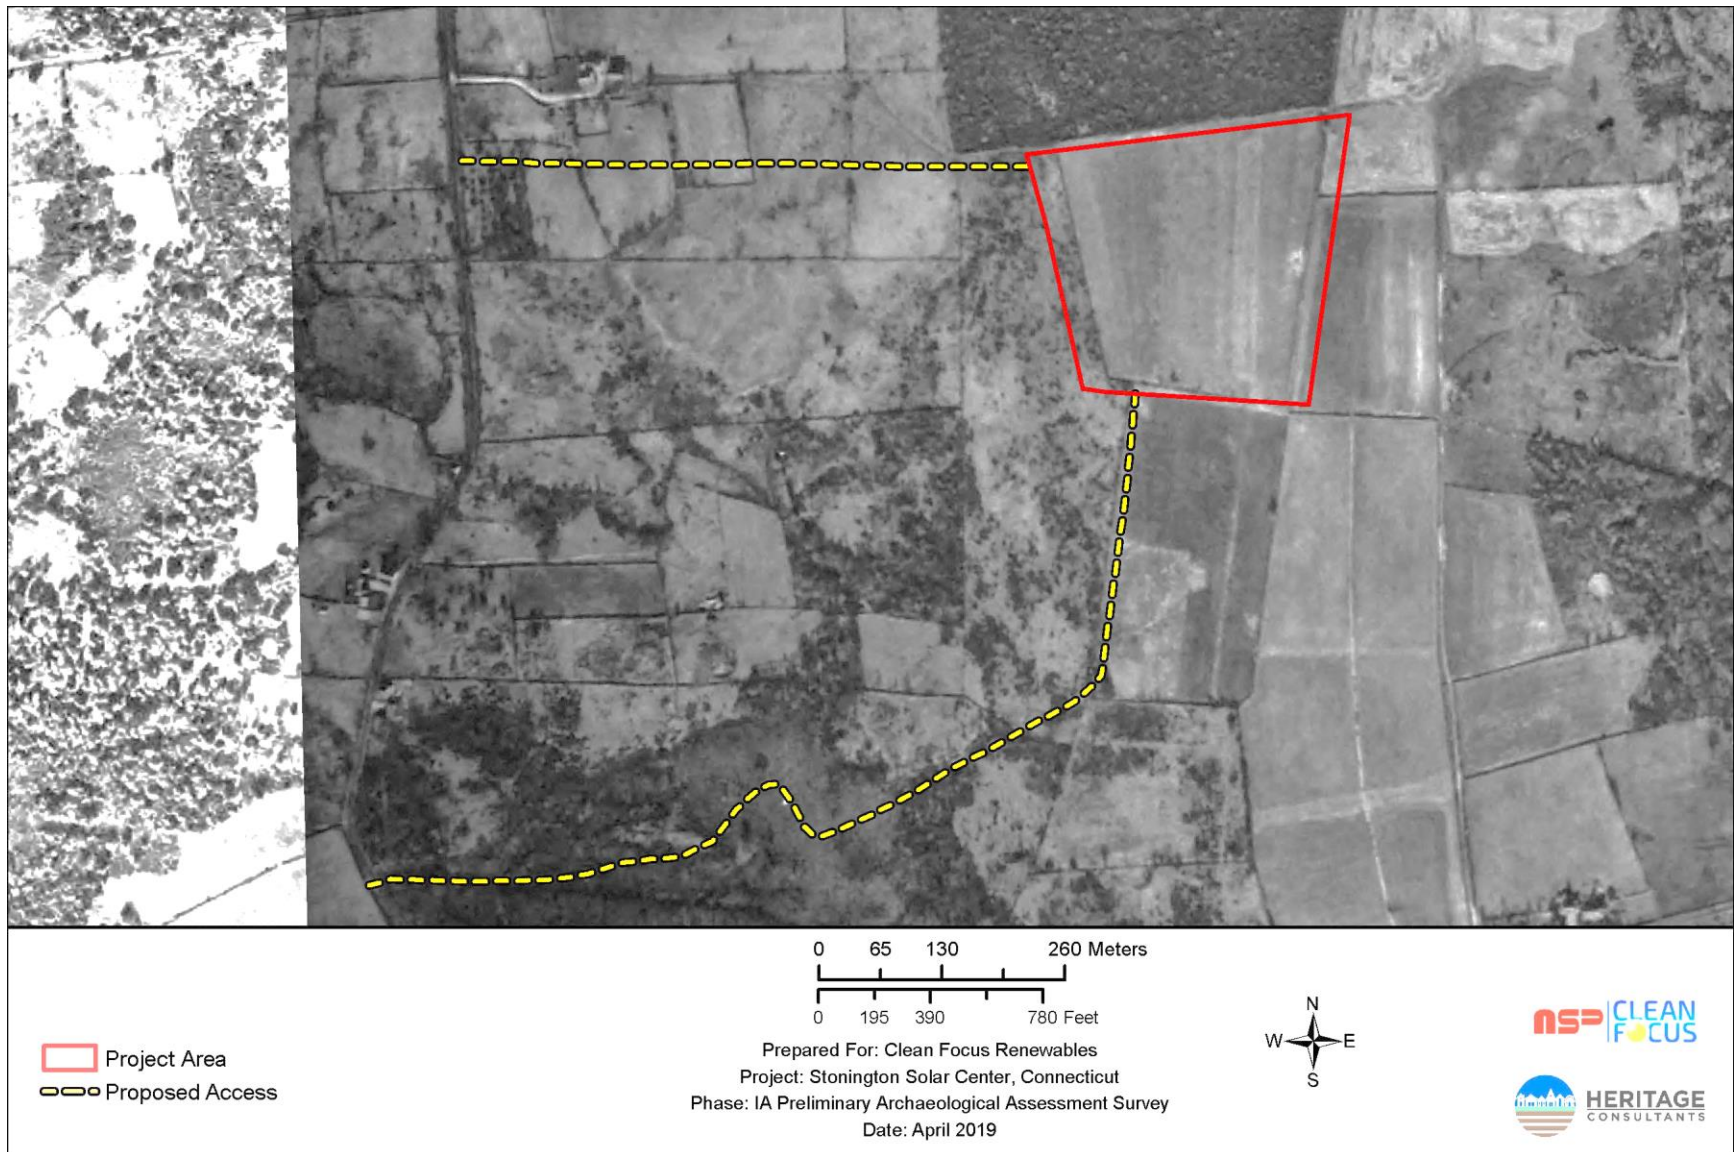 0 65 130 260 Meters
0 195 390 780 Feet
Prepared For: Clean Focus Renewables
Project: Stonington Solar Center, Connecticut
Phase: IA Preliminary Archaeological Assessment Survey
Date: April 2019
Project Area
Proposed Access
N
W E
S
NSP CLEAN
FOCUS
HERITAGE
CONSULTANTS